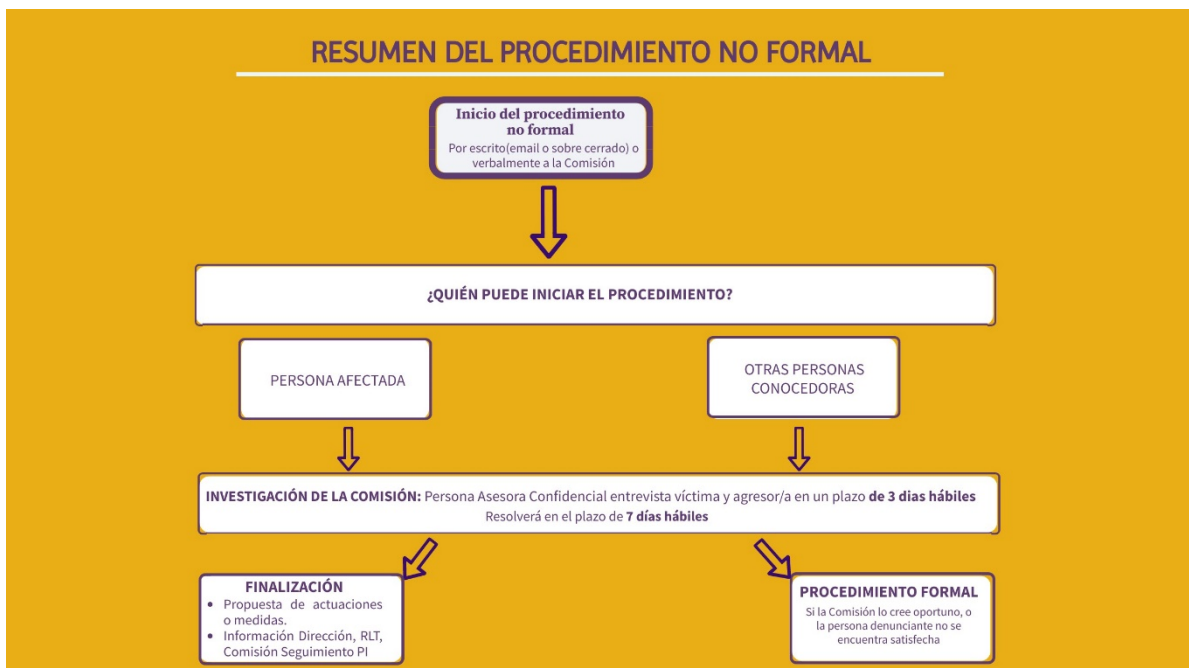 RESUMEN DEL PROCEDIMIENTO NO FORMAL
Inicio del procedimiento
no formal
Por escrito(email o sobre cerrado) o
verbalmente a la Comisión
¿QUIÉN PUEDE INICIAR EL PROCEDIMIENTO?
PERSONA AFECTADA
OTRAS PERSONAS
CONOCEDORAS
INVESTIGACIÓN DE LA COMISIÓN: Persona Asesora Confidencial entrevista víctima y agresor/a en un plazo de 3 dias hábiles
Resolverá en el plazo de 7 días hábiles
FINALIZACIÓN
• Propuesta de actuaciones
o medidas.
• Información Dirección, RLT,
Comisión Seguimiento PI
PROCEDIMIENTO FORMAL
Si la Comisión lo cree oportuno, o
la persona denunciante no se
encuentra satisfecha